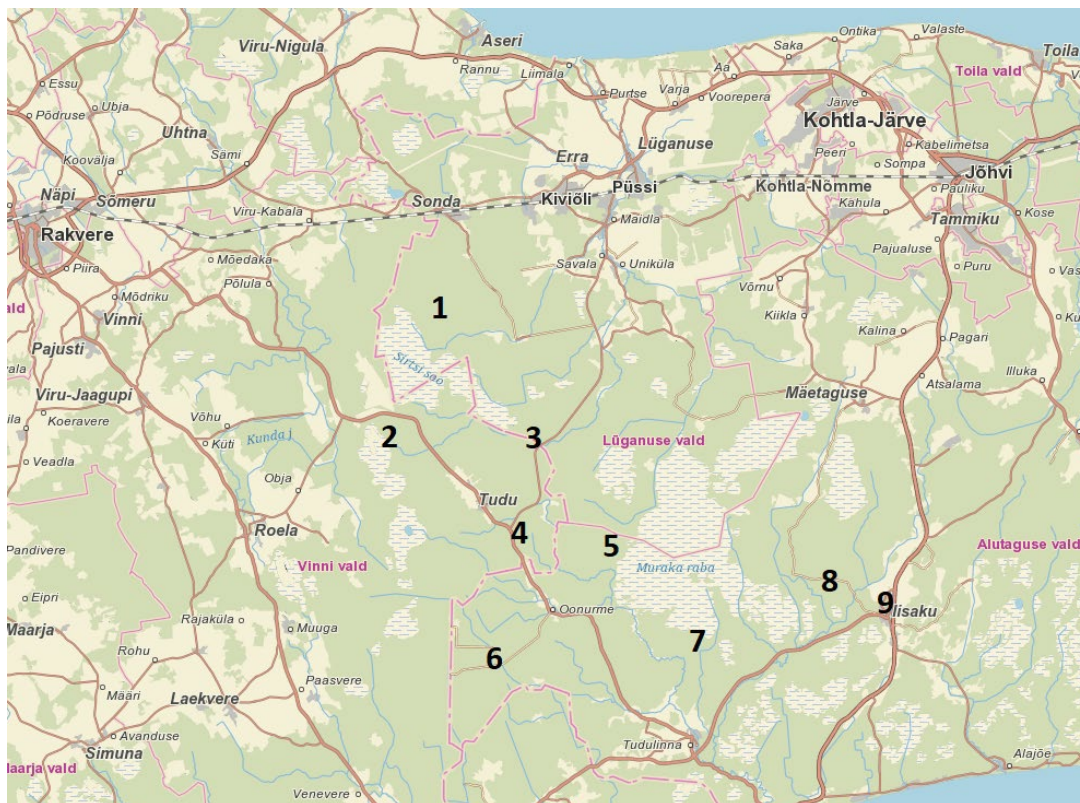 Viru-Nigula
Aseri
Ontika
Valaste
Saka
Toila
Rannu
Liimala
Aa
Toila vald
Essu
Ubja
Purtse
Varja
Voorepera
Järve
Põdruse
Uhtna
Kohtla-Järve
Lüganuse
Kabelimetsa
Koovälja
Sämi
Erra
Peeri
Sompa
Jõhvi
Näpi
Sõmeru
Püssi
Kohtla-Nõmme
Pauliku
Viru-Kabala
Sonda
Kiviõli
Maidla
Kahula
Tammiku
Kose
Rakvere
Pajualuse
Piira
Mõedaka
Savala
Uniküla
Puru
Vas
Põlula
Võrnu
Mõdriku
vald
Vinni
1
Kiikla
Kalina
Pagari
Ku
Pajusti
Sirtsi soo
vala
Illuka
Atsalama
Viru-Jaagupi
Mäetaguse
Koeravere
Võhu
Küti
Kunda j
2
3
Lüganuse vald
Veadla
Obja
Tudu
Roela
4
5
Pandivere
Vinni vald
Muraka raba
Alutaguse vald
8
Eipri
9
Iisaku
Oonurme
Maarja
Rajaküla
Muuga
7
Rohu
6
Määri
Paasvere
Laekvere
Avanduse
Simuna
Tudulinna
Alajõe
Maarja vald
Venevere